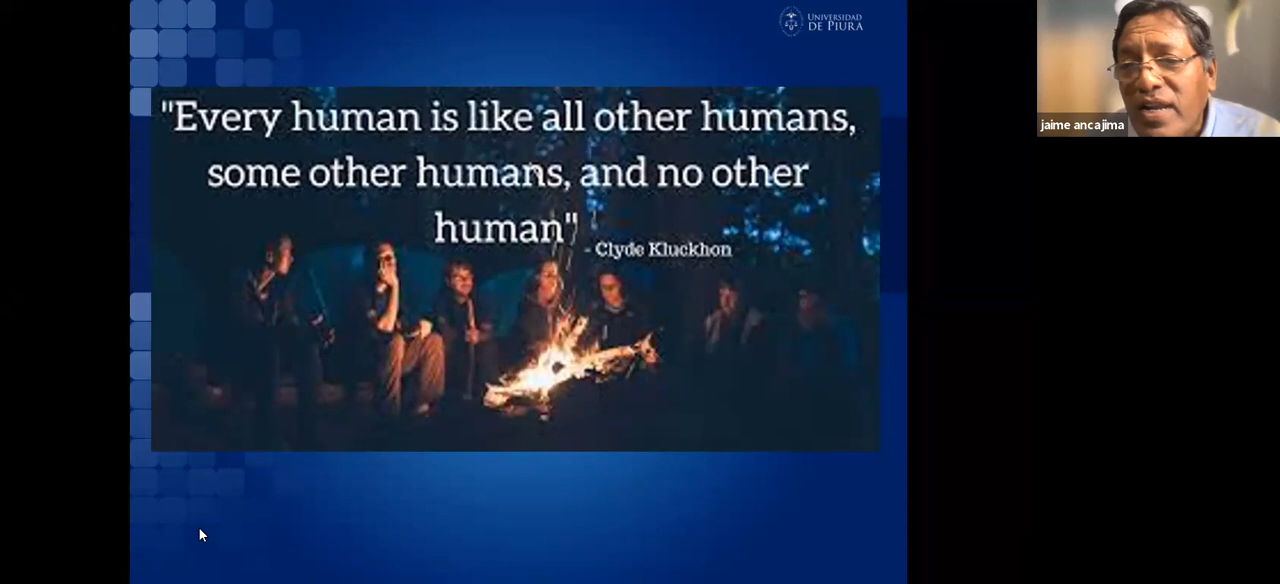 UNIVERSIDAD
DE PIURA
"Every human is like all other humans,
some other humans, and no other
human"
- Clyde Kluckhon
jaime ancajima